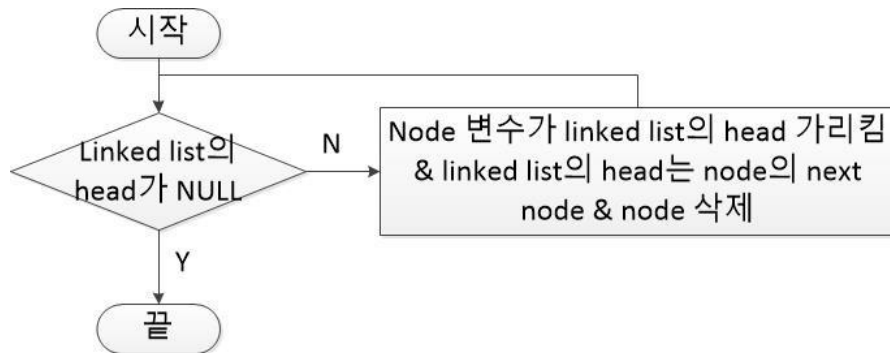 시작
Linked list의
head가 NULL
N
Node 변수가 linked list의 head 가리킴
& linked list의 head는 node의 next
node & node 삭제
Y
끝